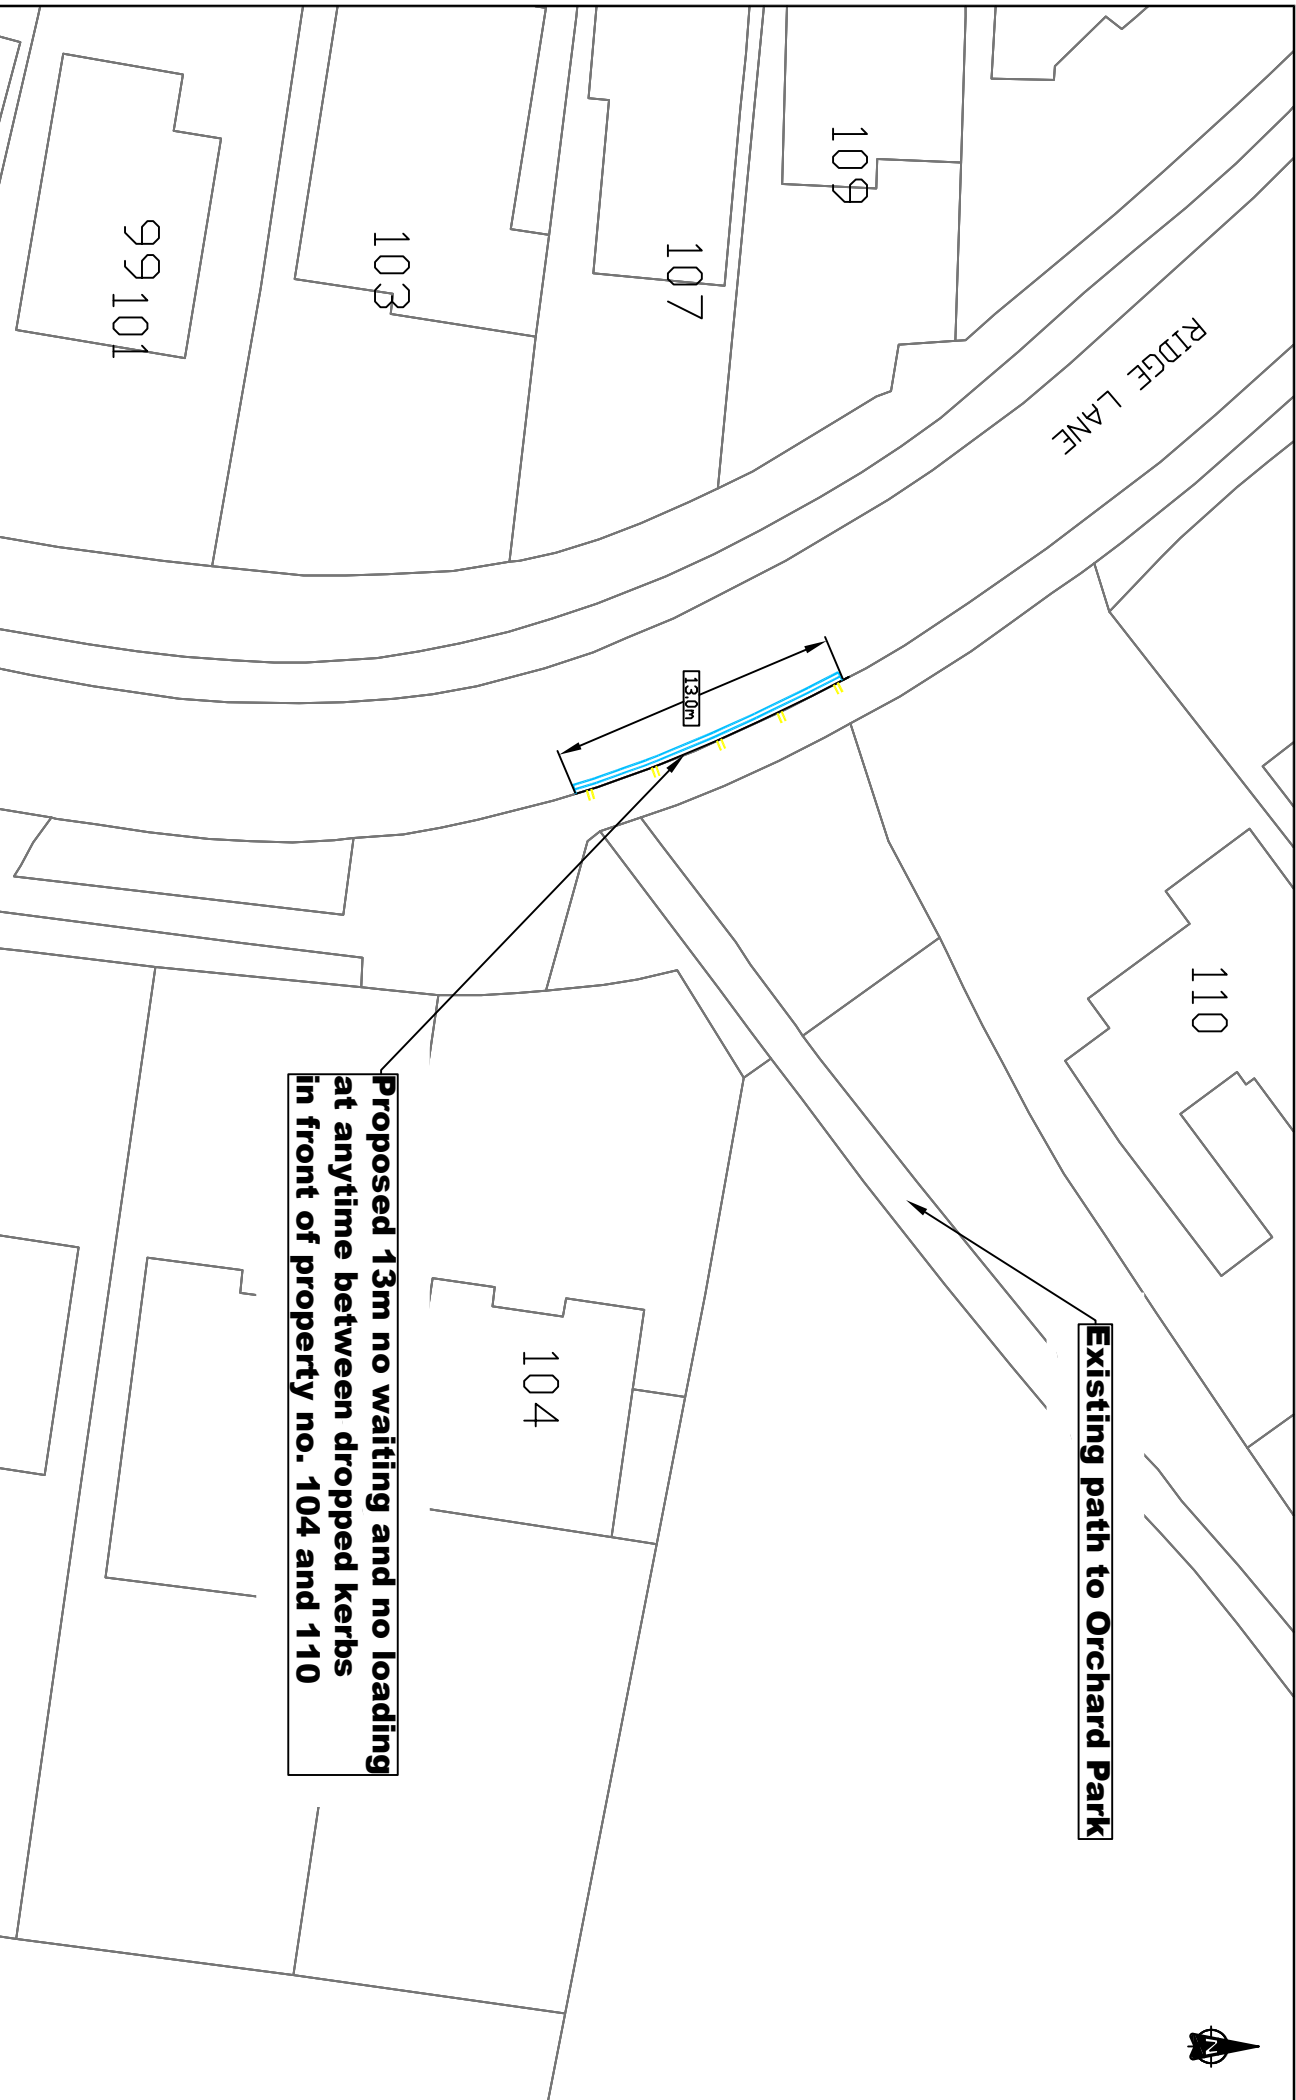 RIDGE LANE
109
107
103
99
101
13.0m
110
104
Existing path to Orchard Park
Proposed 13m no waiting and no loading
at anytime between dropped kerbs
in front of property no. 104 and 110
N